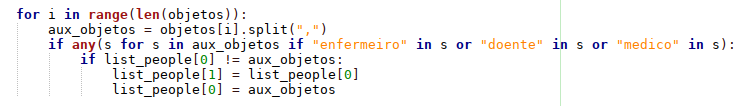 for i in range(len(objetos)):
    aux_objetos = objetos[i].split(",")
    if any(s for s in aux_objetos if "enfermeiro" in s or "doente" in s or "medico" in s):
        if list_people[0] != aux_objetos:
            list_people[1] = list_people[0]
            list_people[0] = aux_objetos